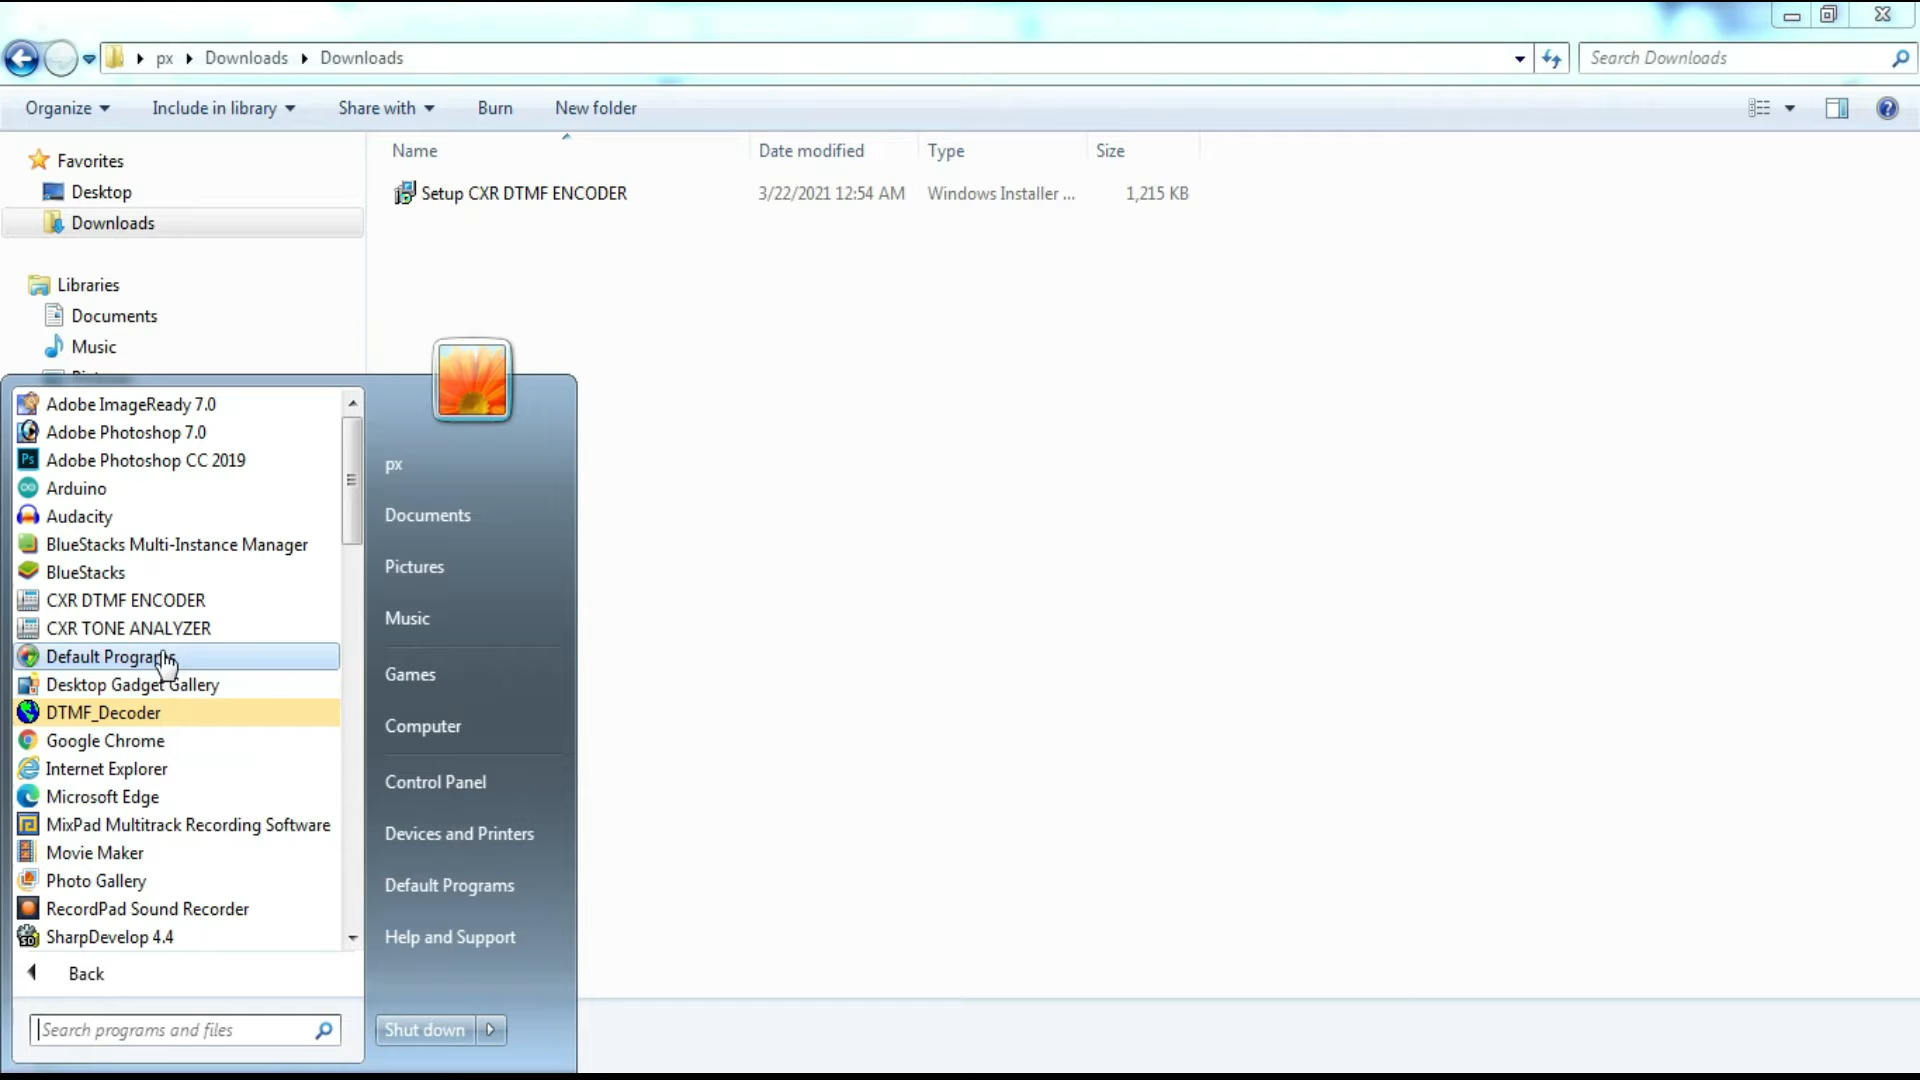 px Downloads Downloads Search Downloads
Organize Include in library Share with Burn New folder
Favorites
Desktop
Downloads
Libraries
Documents
Music
Name Date modified Type Size
Setup CXR DTMF ENCODER 3/22/2021 12:54 AM Windows Installer ... 1,215 KB
Adobe ImageReady 7.0
Adobe Photoshop 7.0
Adobe Photoshop CC 2019
Arduino
Audacity
BlueStacks Multi-Instance Manager
BlueStacks
CXR DTMF ENCODER
CXR TONE ANALYZER
Default Programs
Desktop Gadget Gallery
DTMF_Decoder
Google Chrome
Internet Explorer
Microsoft Edge
MixPad Multitrack Recording Software
Movie Maker
Photo Gallery
RecordPad Sound Recorder
SharpDevelop 4.4
Back
Search programs and files
px
Documents
Pictures
Music
Games
Computer
Control Panel
Devices and Printers
Default Programs
Help and Support
Shut down